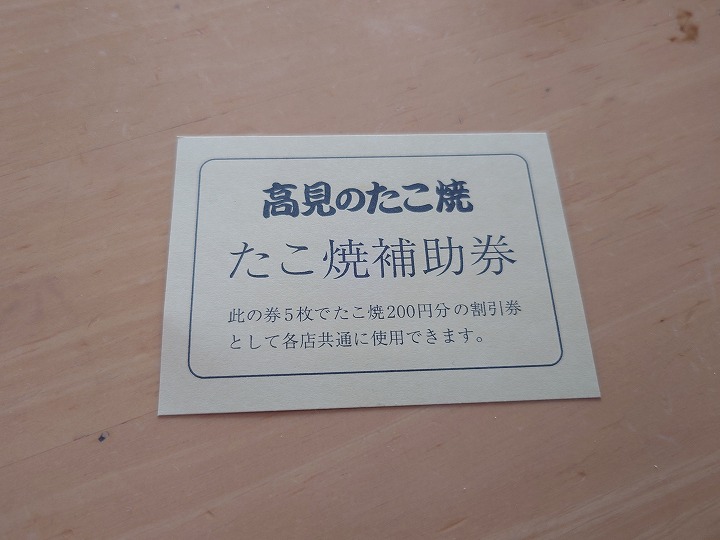 高見のたこ焼
たこ焼補助券
此の券5枚でたこ焼200円分の割引券
として各店共通に使用できます。